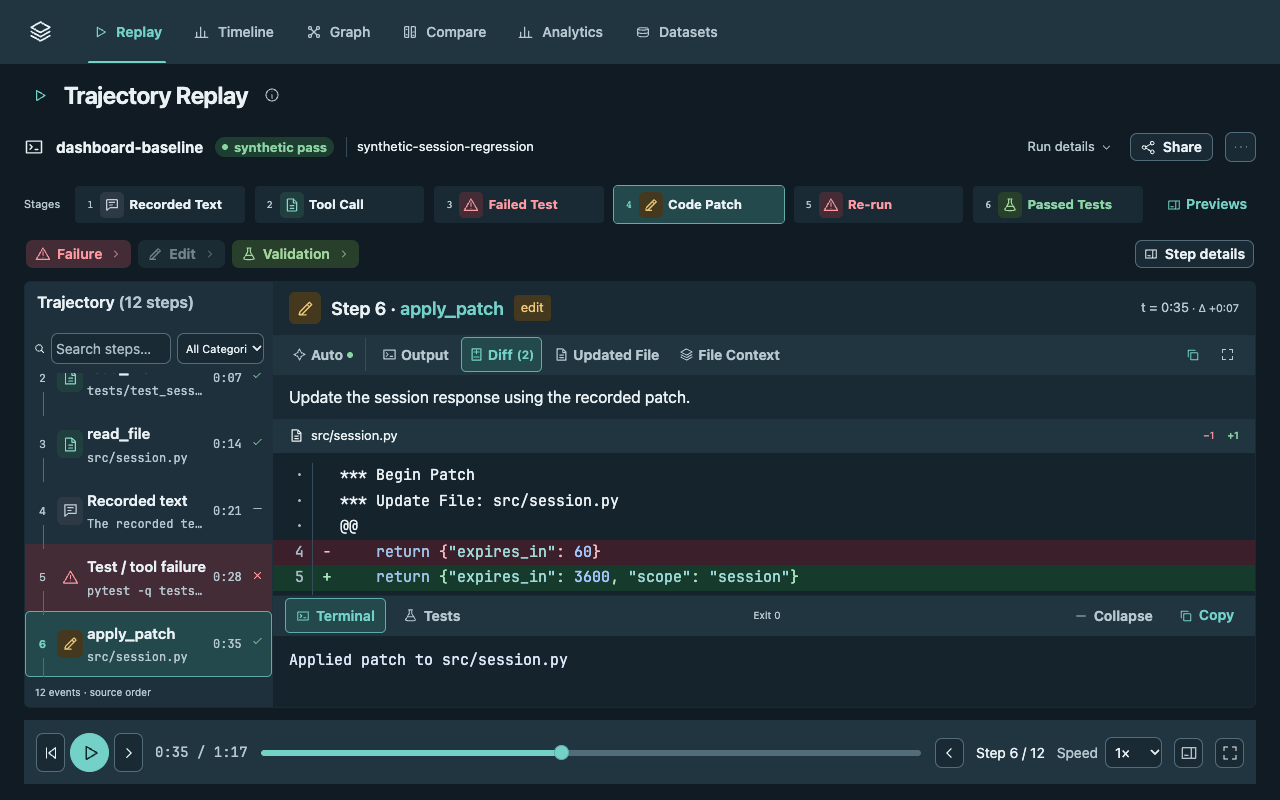 Replay Timeline Graph Compare Analytics Datasets
Trajectory Replay
dashboard-baseline synthetic pass synthetic-session-regression Run details Share ...
Stages 1 Recorded Text 2 Tool Call 3 Failed Test 4 Code Patch 5 Re-run 6 Passed Tests Previews
Failure Edit Validation Step details
Trajectory (12 steps)
Search steps... All Categori
2 0:07
tests/test_sess…
3 read_file 0:14
src/session.py
4 Recorded text 0:21
The recorded te…
5 Test / tool failure 0:28
pytest -q tests…
6 apply_patch 0:35
src/session.py
12 events · source order
Step 6 · apply_patch edit t = 0:35 · Δ +0:07
Auto Output Diff (2) Updated File File Context
Update the session response using the recorded patch.
src/session.py −1 +1
· *** Begin Patch
· *** Update File: src/session.py
· @@
4 - return {"expires_in": 60}
5 + return {"expires_in": 3600, "scope": "session"}
Terminal Tests Exit 0 Collapse Copy
Applied patch to src/session.py
0:35 / 1:17 Step 6 / 12 Speed 1x